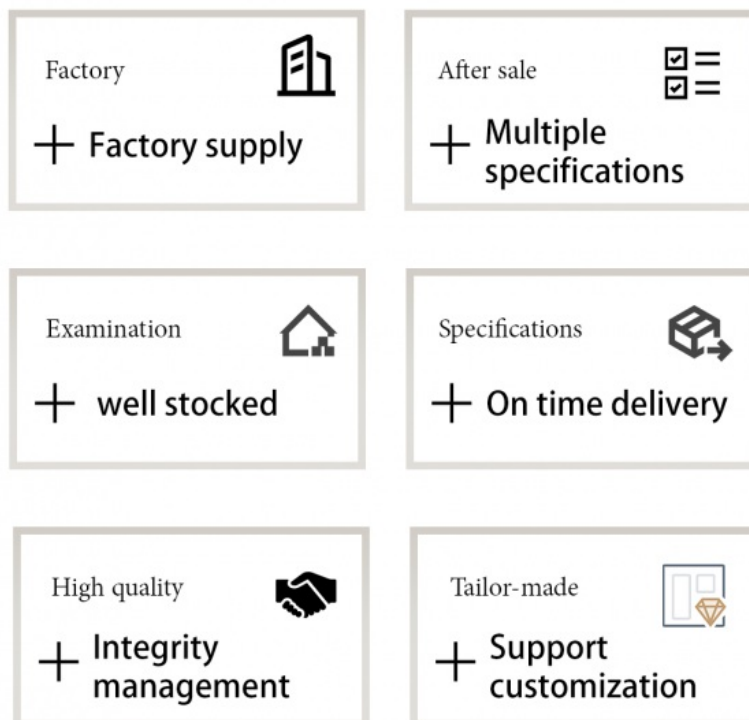 Factory
Factory supply
After sale
Multiple
specifications
Examination
well stocked
Specifications
On time delivery
High quality
Integrity
management
Tailor-made
Support
customization